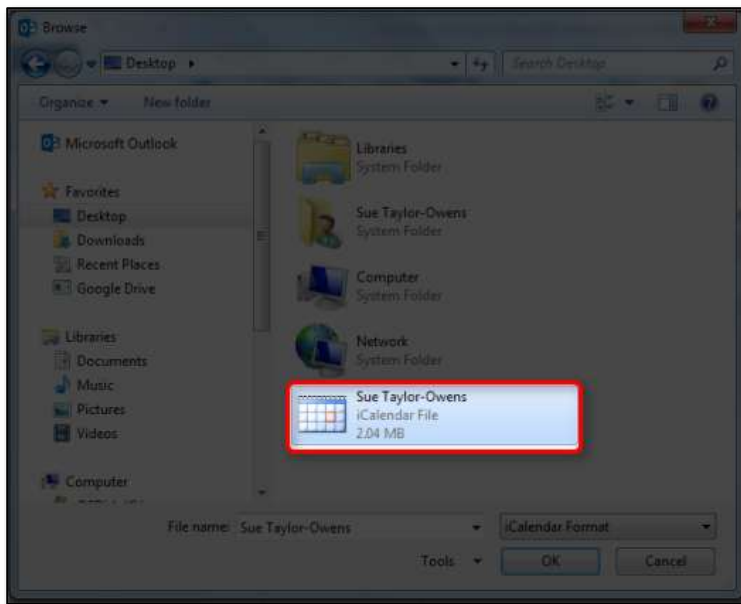 Browse
Desktop
Search Desktop
Organize
New folder
Microsoft Outlook
Favorites
Desktop
Downloads
Recent Places
Google Drive
Libraries
Documents
Music
Pictures
Videos
Computer
Libraries
System Folder
Sue Taylor-Owens
System Folder
Computer
System Folder
Network
System Folder
Sue Taylor-Owens
iCalendar File
2.04 MB
File name:
Sue Taylor-Owens
iCalendar Format
Tools
OK
Cancel